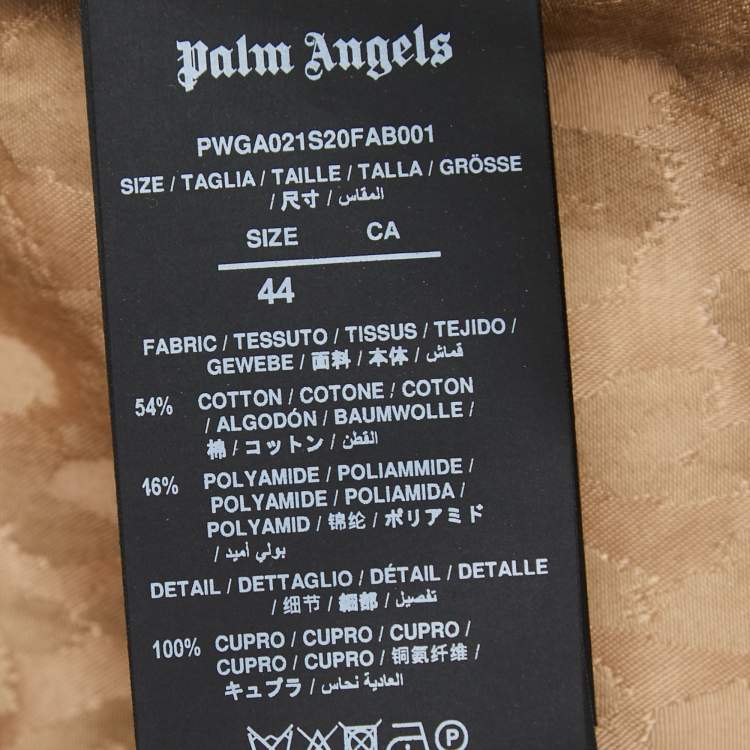 Palm Angels
PWGA021S20FAB001
SIZE / TAGLIA / TAILLE / TALLA / GRÖSSE
/ 尺寸 / المقاس
SIZE CA
44
FABRIC / TESSUTO / TISSUS / TEJIDO /
GEWEBE / 面料 / 本体 / قماش
54% COTTON / COTONE / COTON
/ ALGODÓN / BAUMWOLLE /
棉 / コットン / القطن
16% POLYAMIDE / POLIAMMIDE /
POLYAMIDE / POLIAMIDA /
POLYAMID / 锦纶 / ポリアミド
/ بولي أميد
DETAIL / DETTAGLIO / DÉTAIL / DETALLE
/ 细节 / 細部 / تفصيل
100% CUPRO / CUPRO / CUPRO /
CUPRO / CUPRO / 铜氨纤维 /
キュプラ / العادية نحاس
P